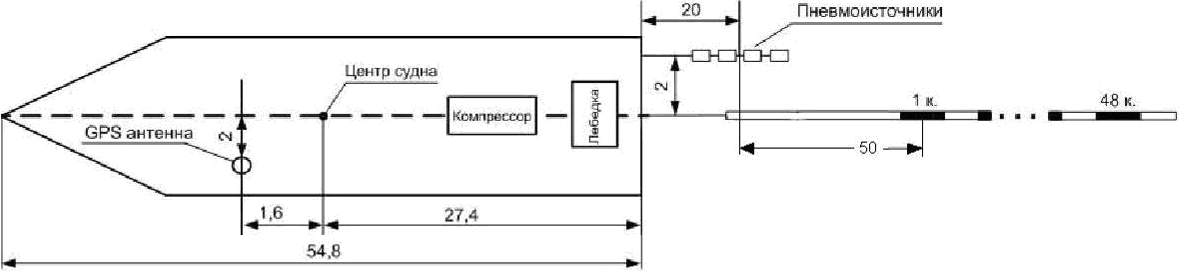 20
Пневмоисточники
Центр судна
2
1 к.
48 к.
Компрессор
Лебедка
GPS антенна
2
50
1,6
27,4
54,8